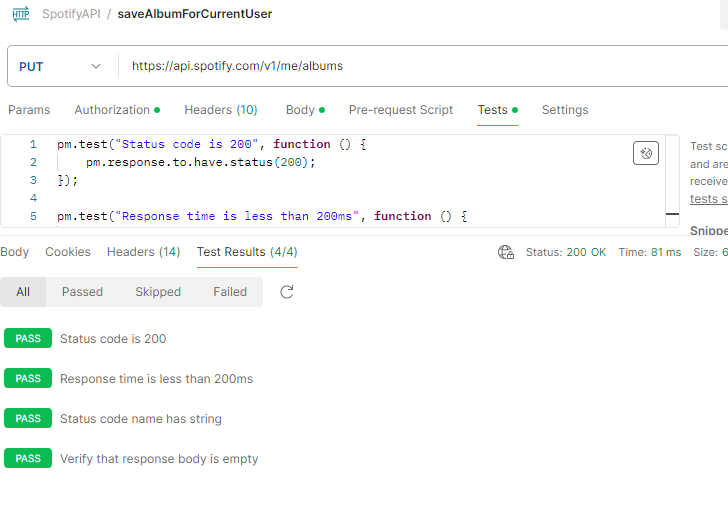 HTTP SpotifyAPI / saveAlbumForCurrentUser
PUT https://api.spotify.com/v1/me/albums
Params Authorization Headers (10) Body Pre-request Script Tests Settings
1 pm.test("Status code is 200", function () {
2 pm.response.to.have.status(200);
3 });
4
5 pm.test("Response time is less than 200ms", function () {
Test sc
and are
receive
tests s
Snippe
Body Cookies Headers (14) Test Results (4/4) Status: 200 OK Time: 81 ms Size: 6
All Passed Skipped Failed
PASS Status code is 200
PASS Response time is less than 200ms
PASS Status code name has string
PASS Verify that response body is empty